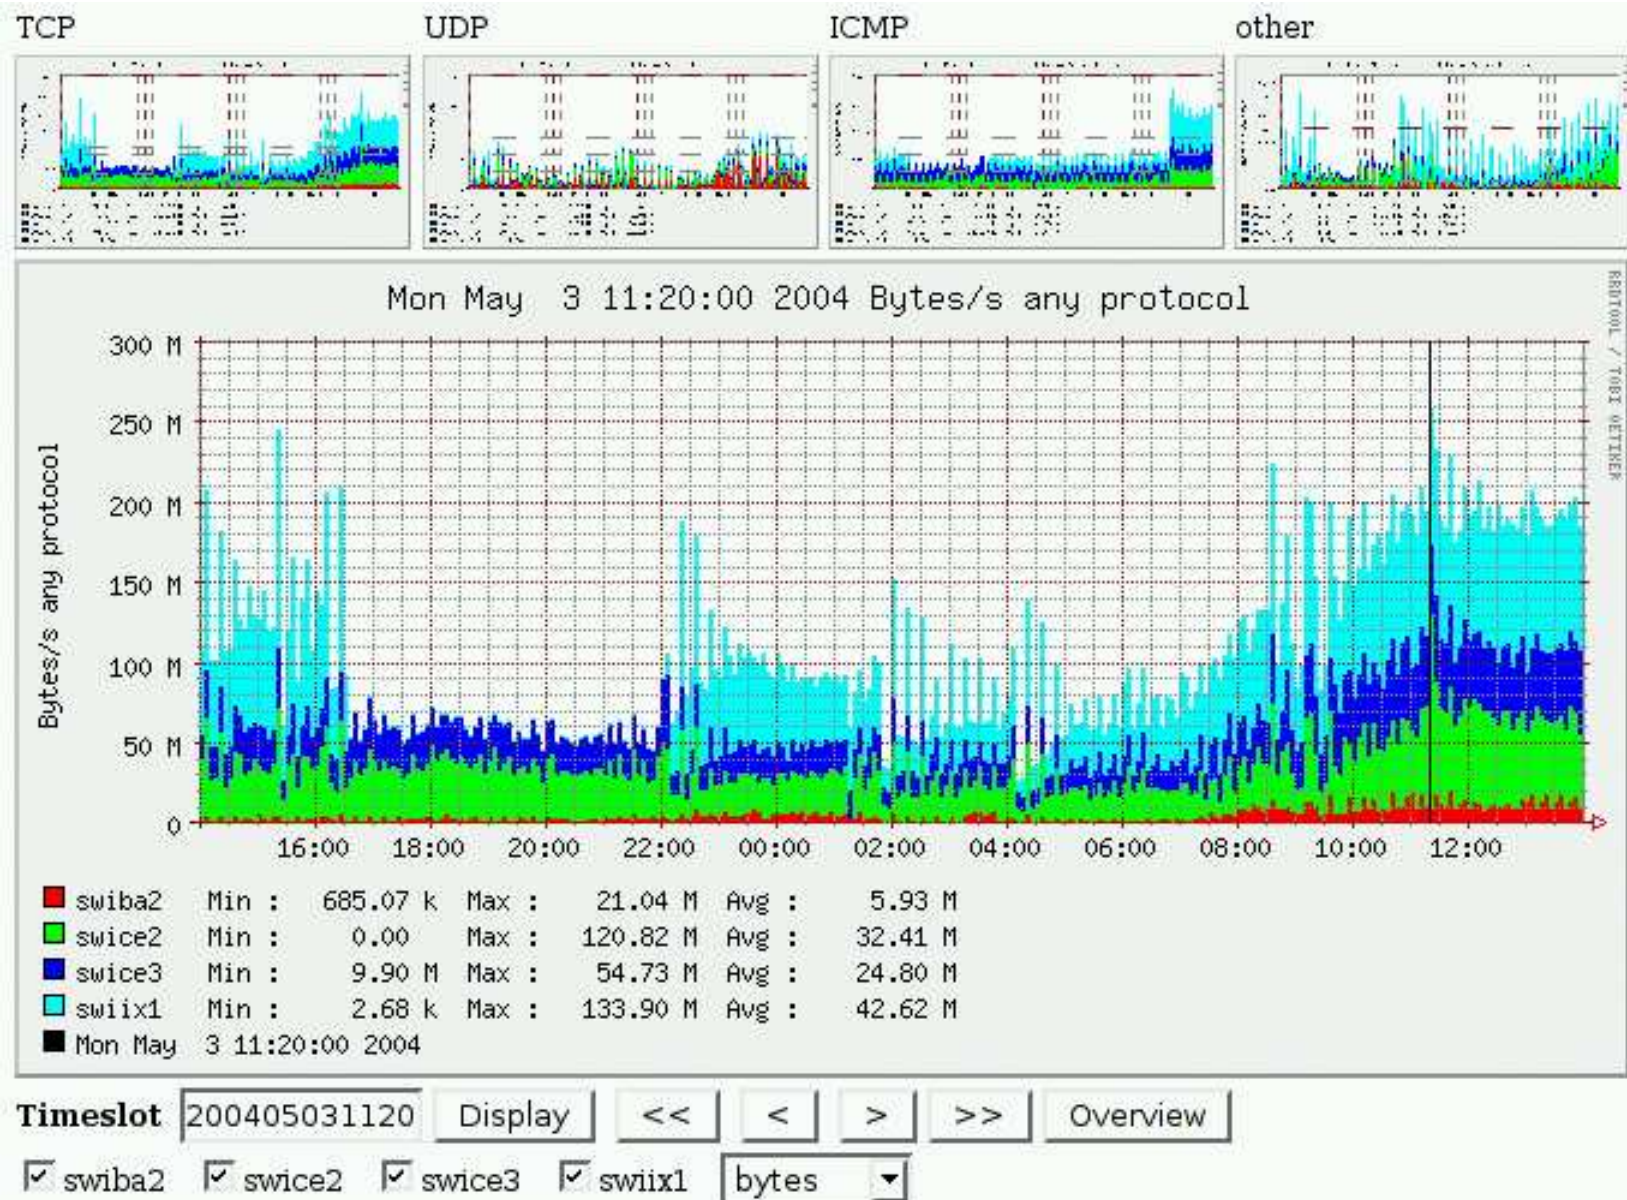 TCP UDP ICMP other
Mon May 3 11:20:00 2004 Bytes/s any protocol
RRDTOOL / TOBI OETIKER
Bytes/s any protocol
300 M
250 M
200 M
150 M
100 M
50 M
0
16:00 18:00 20:00 22:00 00:00 02:00 04:00 06:00 08:00 10:00 12:00
swiba2 Min : 685.07 k Max : 21.04 M Avg : 5.93 M
swice2 Min : 0.00 Max : 120.82 M Avg : 32.41 M
swice3 Min : 9.90 M Max : 54.73 M Avg : 24.80 M
swiix1 Min : 2.68 k Max : 133.90 M Avg : 42.62 M
Mon May 3 11:20:00 2004
Timeslot 200405031120 Display << < > >> Overview
swiba2 swice2 swice3 swiix1 bytes